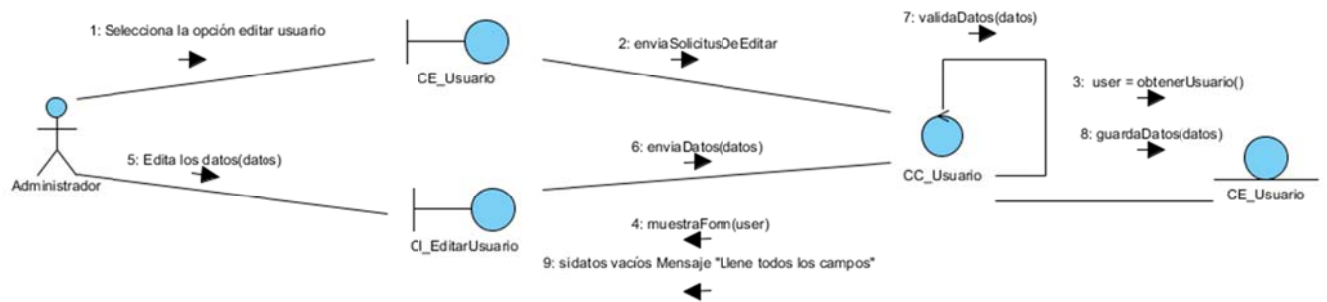 1: Selecciona la opción editar usuario
CE_Usuario
2: enviaSolicitusDeEditar
7: validaDatos(datos)
3: user = obtenerUsuario()
8: guardaDatos(datos)
Administrador
5: Edita los datos(datos)
6: enviaDatos(datos)
CC_Usuario
CE_Usuario
CI_EditarUsuario
4: muestraForm(user)
9: sidatos vacíos Mensaje "Llene todos los campos"